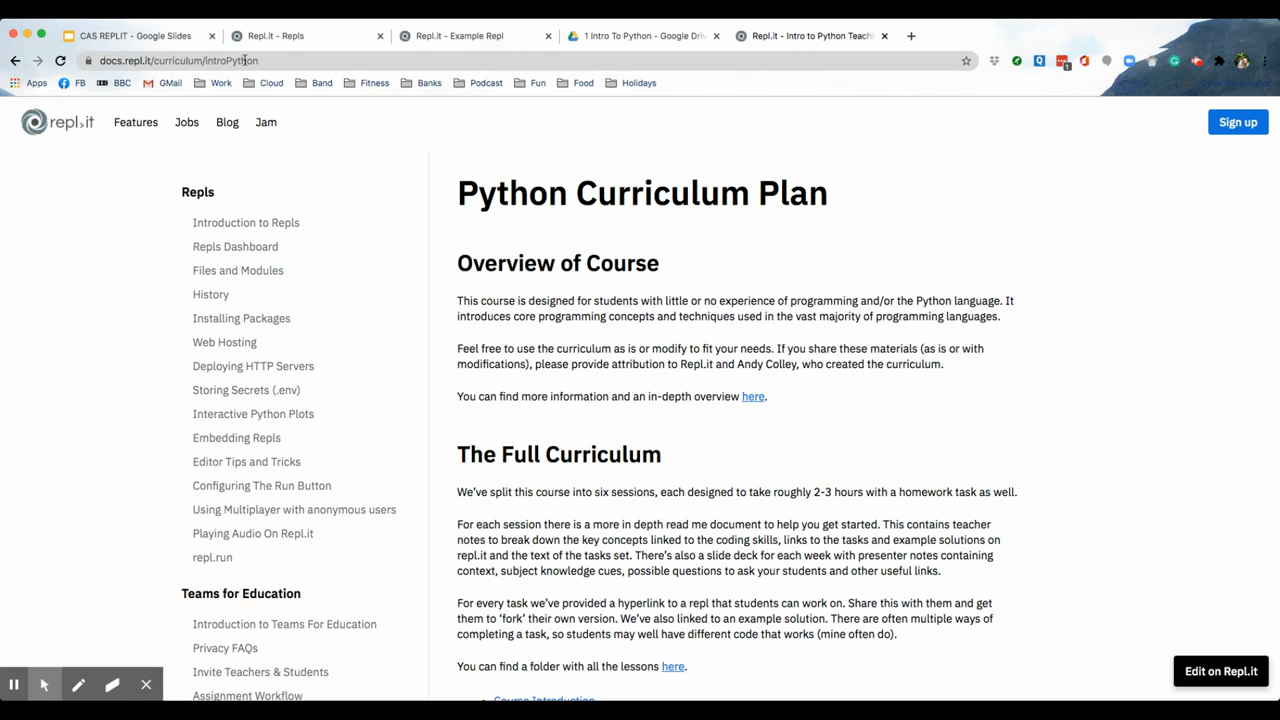 CAS REPLIT - Google Slides
Repl.it - Repls
Repl.it - Example Repl
1 Intro To Python - Google Driv
Repl.it - Intro to Python Teachi
docs.repl.it/curriculum/introPython
Apps FB BBC GMail Work Cloud Band Fitness Banks Podcast Fun Food Holidays
repl.it Features Jobs Blog Jam Sign up
Repls
Introduction to Repls
Repls Dashboard
Files and Modules
History
Installing Packages
Web Hosting
Deploying HTTP Servers
Storing Secrets (.env)
Interactive Python Plots
Embedding Repls
Editor Tips and Tricks
Configuring The Run Button
Using Multiplayer with anonymous users
Playing Audio On Repl.it
repl.run
Teams for Education
Introduction to Teams For Education
Privacy FAQs
Invite Teachers & Students
Assignment Workflow
Python Curriculum Plan
Overview of Course
This course is designed for students with little or no experience of programming and/or the Python language. It
introduces core programming concepts and techniques used in the vast majority of programming languages.
Feel free to use the curriculum as is or modify to fit your needs. If you share these materials (as is or with
modifications), please provide attribution to Repl.it and Andy Colley, who created the curriculum.
You can find more information and an in-depth overview here.
The Full Curriculum
We've split this course into six sessions, each designed to take roughly 2-3 hours with a homework task as well.
For each session there is a more in depth read me document to help you get started. This contains teacher
notes to break down the key concepts linked to the coding skills, links to the tasks and example solutions on
repl.it and the text of the tasks set. There's also a slide deck for each week with presenter notes containing
context, subject knowledge cues, possible questions to ask your students and other useful links.
For every task we've provided a hyperlink to a repl that students can work on. Share this with them and get
them to 'fork' their own version. We've also linked to an example solution. There are often multiple ways of
completing a task, so students may well have different code that works (mine often do).
You can find a folder with all the lessons here.
Course Introduction
Edit on Repl.it